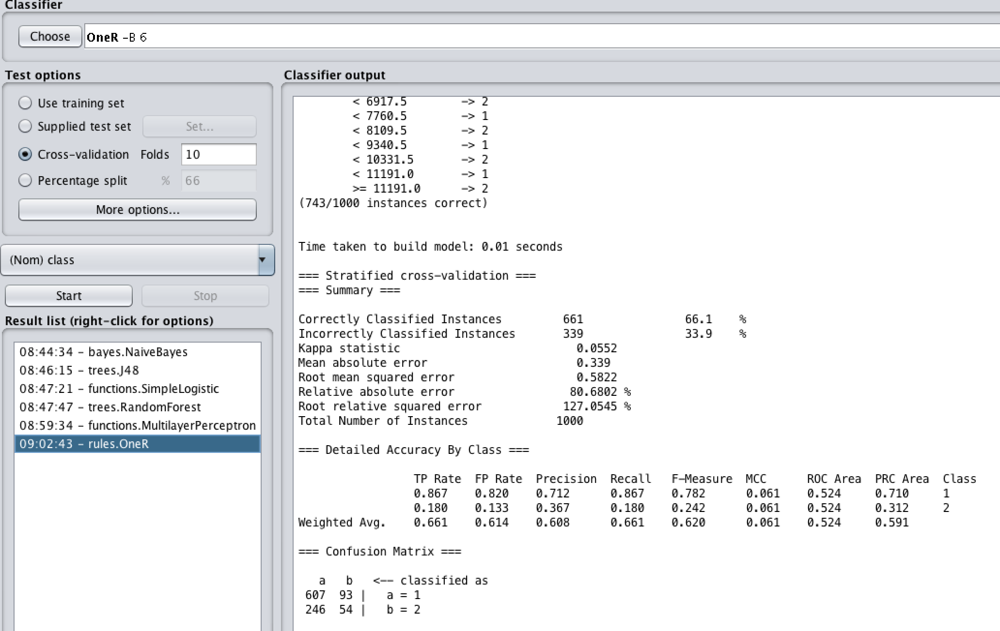 Classifier
Choose OneR -B 6
Test options
Use training set
Supplied test set Set...
Cross-validation Folds 10
Percentage split % 66
More options...
(Nom) class
Start Stop
Result list (right-click for options)
08:44:34 - bayes.NaiveBayes
08:46:15 - trees.J48
08:47:21 - functions.SimpleLogistic
08:47:47 - trees.RandomForest
08:59:34 - functions.MultilayerPerceptron
09:02:43 - rules.OneR
Classifier output
< 6917.5 -> 2
< 7760.5 -> 1
< 8109.5 -> 2
< 9340.5 -> 1
< 10331.5 -> 2
< 11191.0 -> 1
>= 11191.0 -> 2
(743/1000 instances correct)
Time taken to build model: 0.01 seconds
=== Stratified cross-validation ===
=== Summary ===
Correctly Classified Instances 661 66.1 %
Incorrectly Classified Instances 339 33.9 %
Kappa statistic 0.0552
Mean absolute error 0.339
Root mean squared error 0.5822
Relative absolute error 80.6802 %
Root relative squared error 127.0545 %
Total Number of Instances 1000
=== Detailed Accuracy By Class ===
TP Rate FP Rate Precision Recall F-Measure MCC ROC Area PRC Area Class
0.867 0.820 0.712 0.867 0.782 0.061 0.524 0.710 1
0.180 0.133 0.367 0.180 0.242 0.061 0.524 0.312 2
Weighted Avg. 0.661 0.614 0.608 0.661 0.620 0.061 0.524 0.591
=== Confusion Matrix ===
a b <-- classified as
607 93 | a = 1
246 54 | b = 2